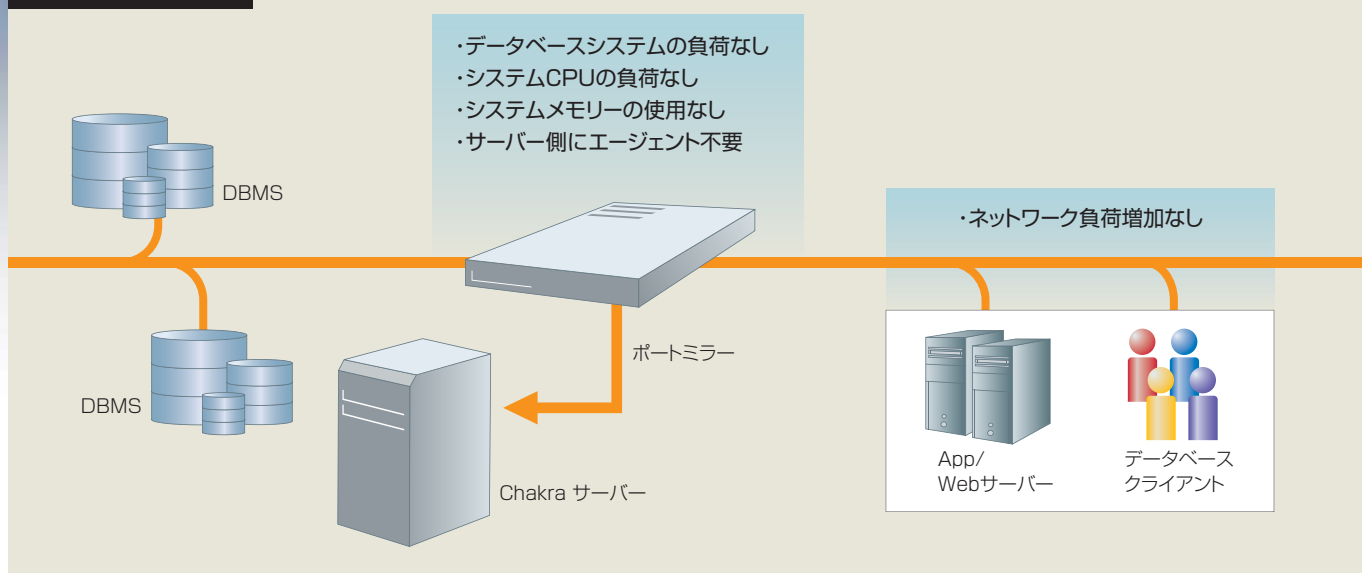 ・データベースシステムの負荷なし
・システムCPUの負荷なし
・システムメモリーの使用なし
・サーバー側にエージェント不要
DBMS
・ネットワーク負荷増加なし
ポートミラー
DBMS
Chakra サーバー
App/
Webサーバー
データベース
クライアント